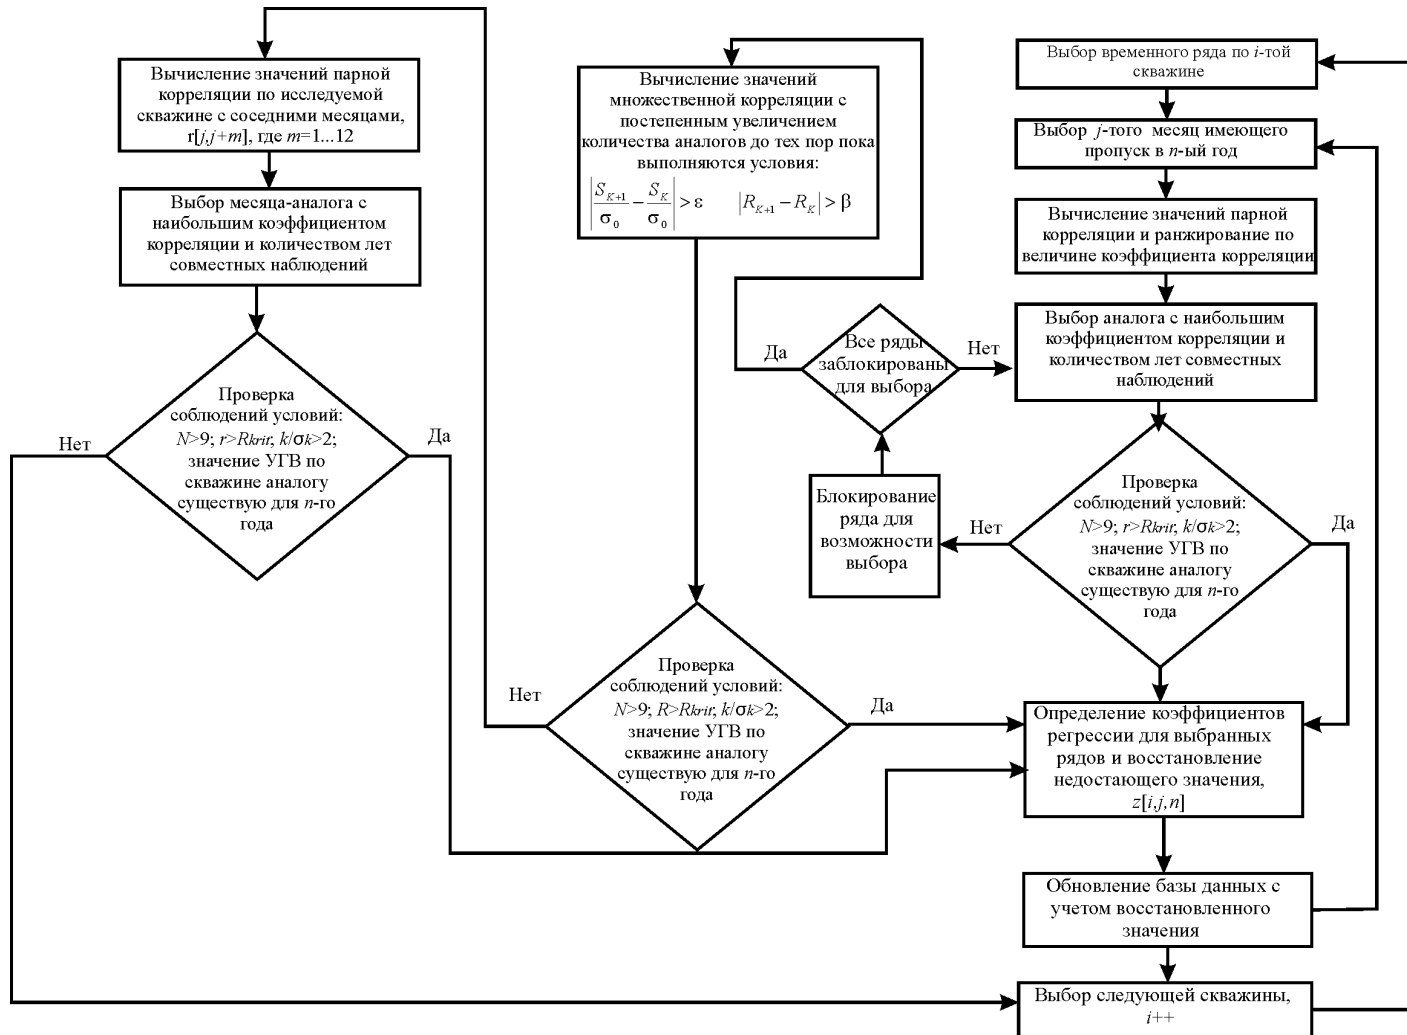 Вычисление значений парной
корреляции по исследуемой
скважине с соседними месяцами,
r[j,j+m], где m=1...12
Выбор месяца-аналога с
наибольшим коэффициентом
корреляции и количеством лет
совместных наблюдений
Проверка
соблюдений условий:
N>9; r>Rkrit; k/σk>2;
значение УГВ по
скважине аналогу
существую для n-го
года
Нет
Да
Вычисление значений
множественной корреляции с
постепенным увеличением
количества аналогов до тех пор пока
выполняются условия:
|S_{K+1}/σ_0 − S_K/σ_0| > ε |R_{K+1} − R_K| > β
Да
Все ряды
заблокированы
для выбора
Нет
Блокирование
ряда для
возможности
выбора
Нет
Проверка
соблюдений условий:
N>9; R>Rkrit; k/σk>2;
значение УГВ по
скважине аналогу
существую для n-го
года
Нет
Да
Выбор временного ряда по i-той
скважине
Выбор j-того месяц имеющего
пропуск в n-ый год
Вычисление значений парной
корреляции и ранжирование по
величине коэффициента корреляции
Выбор аналога с наибольшим
коэффициентом корреляции и
количеством лет совместных
наблюдений
Проверка
соблюдений условий:
N>9; r>Rkrit; k/σk>2;
значение УГВ по
скважине аналогу
существую для n-го
года
Да
Определение коэффициентов
регрессии для выбранных
рядов и восстановление
недостающего значения,
z[i,j,n]
Обновление базы данных с
учетом восстановленного
значения
Выбор следующей скважины,
i++